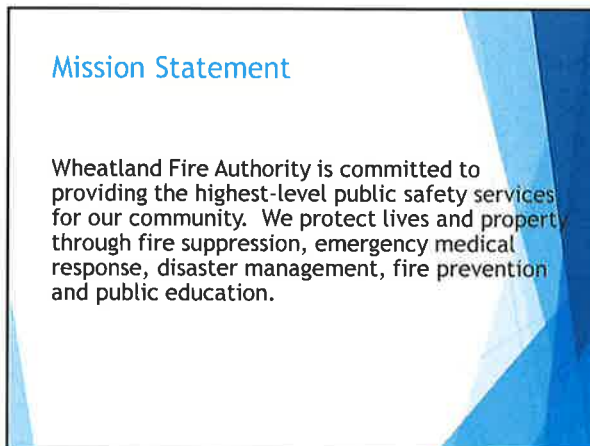 Mission Statement
Wheatland Fire Authority is committed to
providing the highest-level public safety services
for our community.  We protect lives and property
through fire suppression, emergency medical
response, disaster management, fire prevention
and public education.